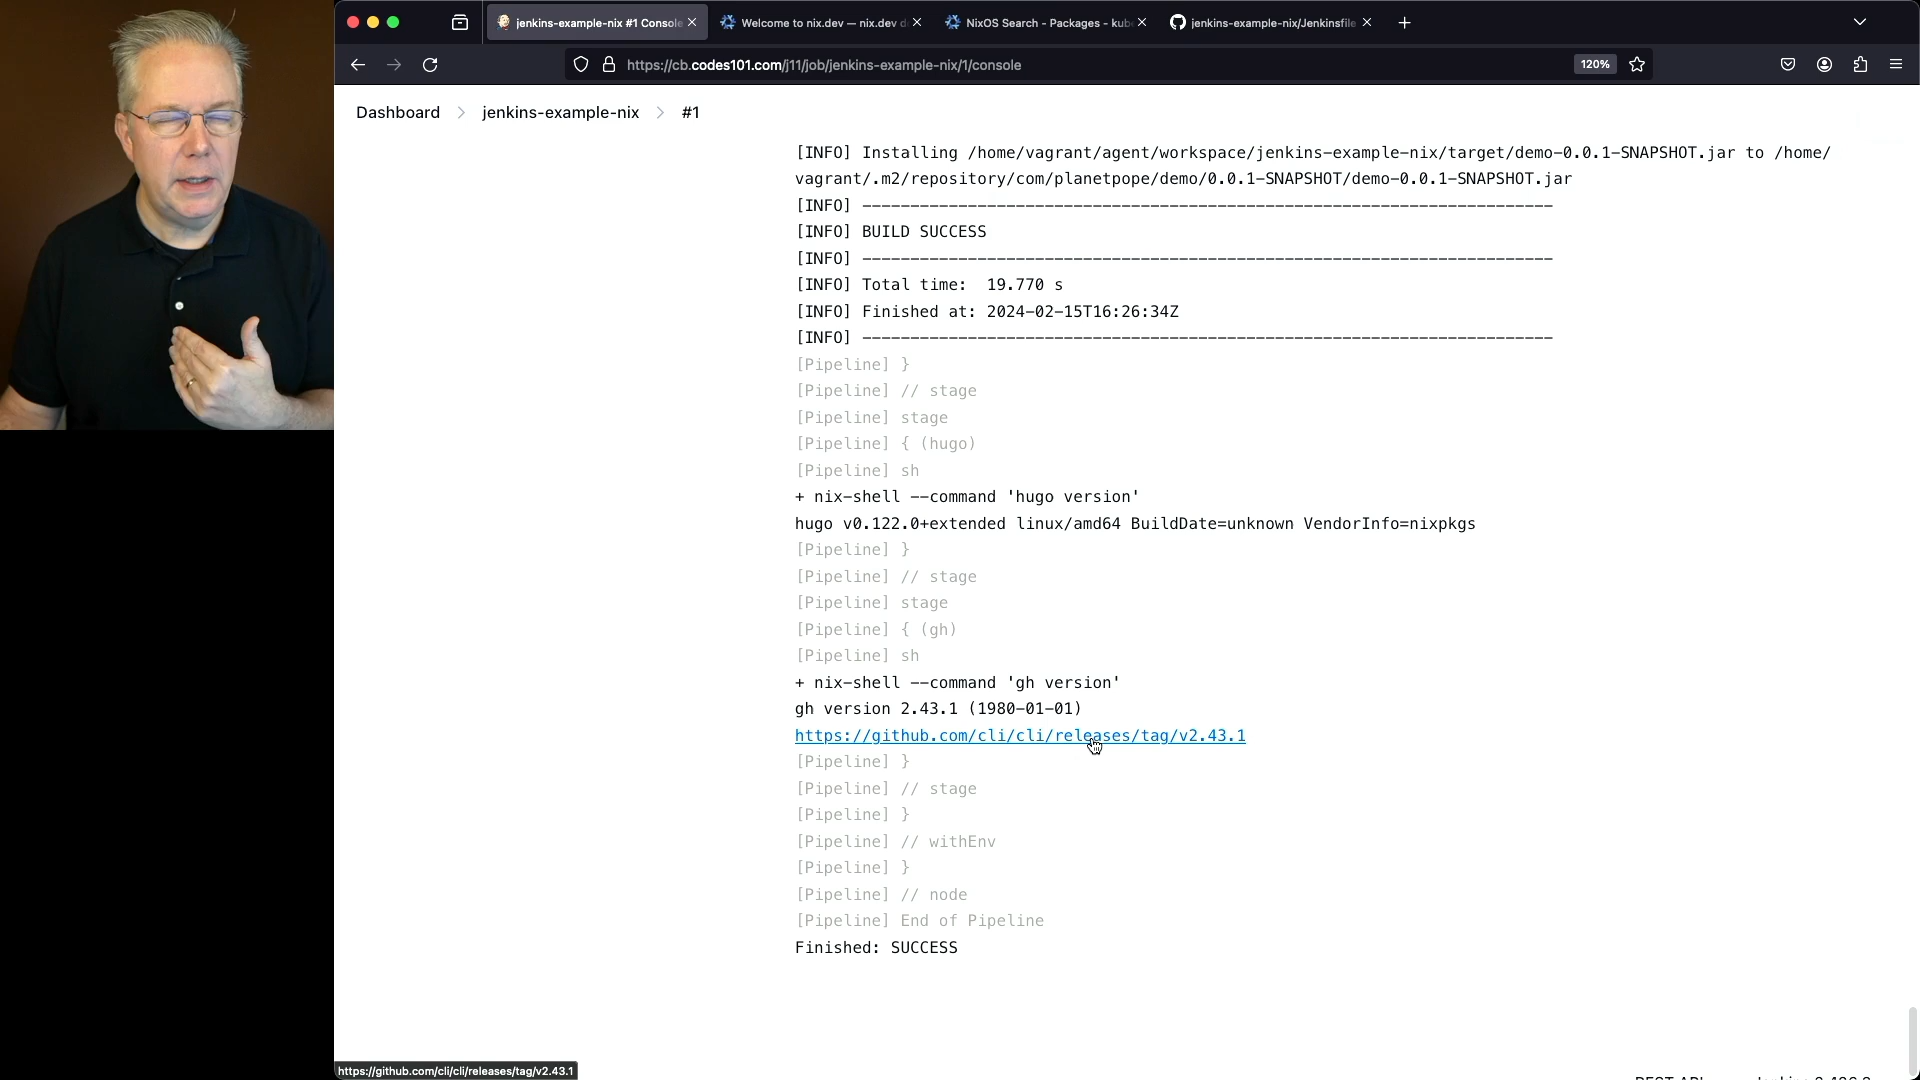 jenkins-example-nix #1 Console
Welcome to nix.dev — nix.dev d
NixOS Search - Packages - kub
jenkins-example-nix/Jenkinsfile
https://cb.codes101.com/j11/job/jenkins-example-nix/1/console
120%
Dashboard > jenkins-example-nix > #1
[INFO] Installing /home/vagrant/agent/workspace/jenkins-example-nix/target/demo-0.0.1-SNAPSHOT.jar to /home/
vagrant/.m2/repository/com/planetpope/demo/0.0.1-SNAPSHOT/demo-0.0.1-SNAPSHOT.jar
[INFO] ------------------------------------------------------------------------
[INFO] BUILD SUCCESS
[INFO] ------------------------------------------------------------------------
[INFO] Total time:  19.770 s
[INFO] Finished at: 2024-02-15T16:26:34Z
[INFO] ------------------------------------------------------------------------
[Pipeline] }
[Pipeline] // stage
[Pipeline] stage
[Pipeline] { (hugo)
[Pipeline] sh
+ nix-shell --command 'hugo version'
hugo v0.122.0+extended linux/amd64 BuildDate=unknown VendorInfo=nixpkgs
[Pipeline] }
[Pipeline] // stage
[Pipeline] stage
[Pipeline] { (gh)
[Pipeline] sh
+ nix-shell --command 'gh version'
gh version 2.43.1 (1980-01-01)
https://github.com/cli/cli/releases/tag/v2.43.1
[Pipeline] }
[Pipeline] // stage
[Pipeline] }
[Pipeline] // withEnv
[Pipeline] }
[Pipeline] // node
[Pipeline] End of Pipeline
Finished: SUCCESS
https://github.com/cli/cli/releases/tag/v2.43.1